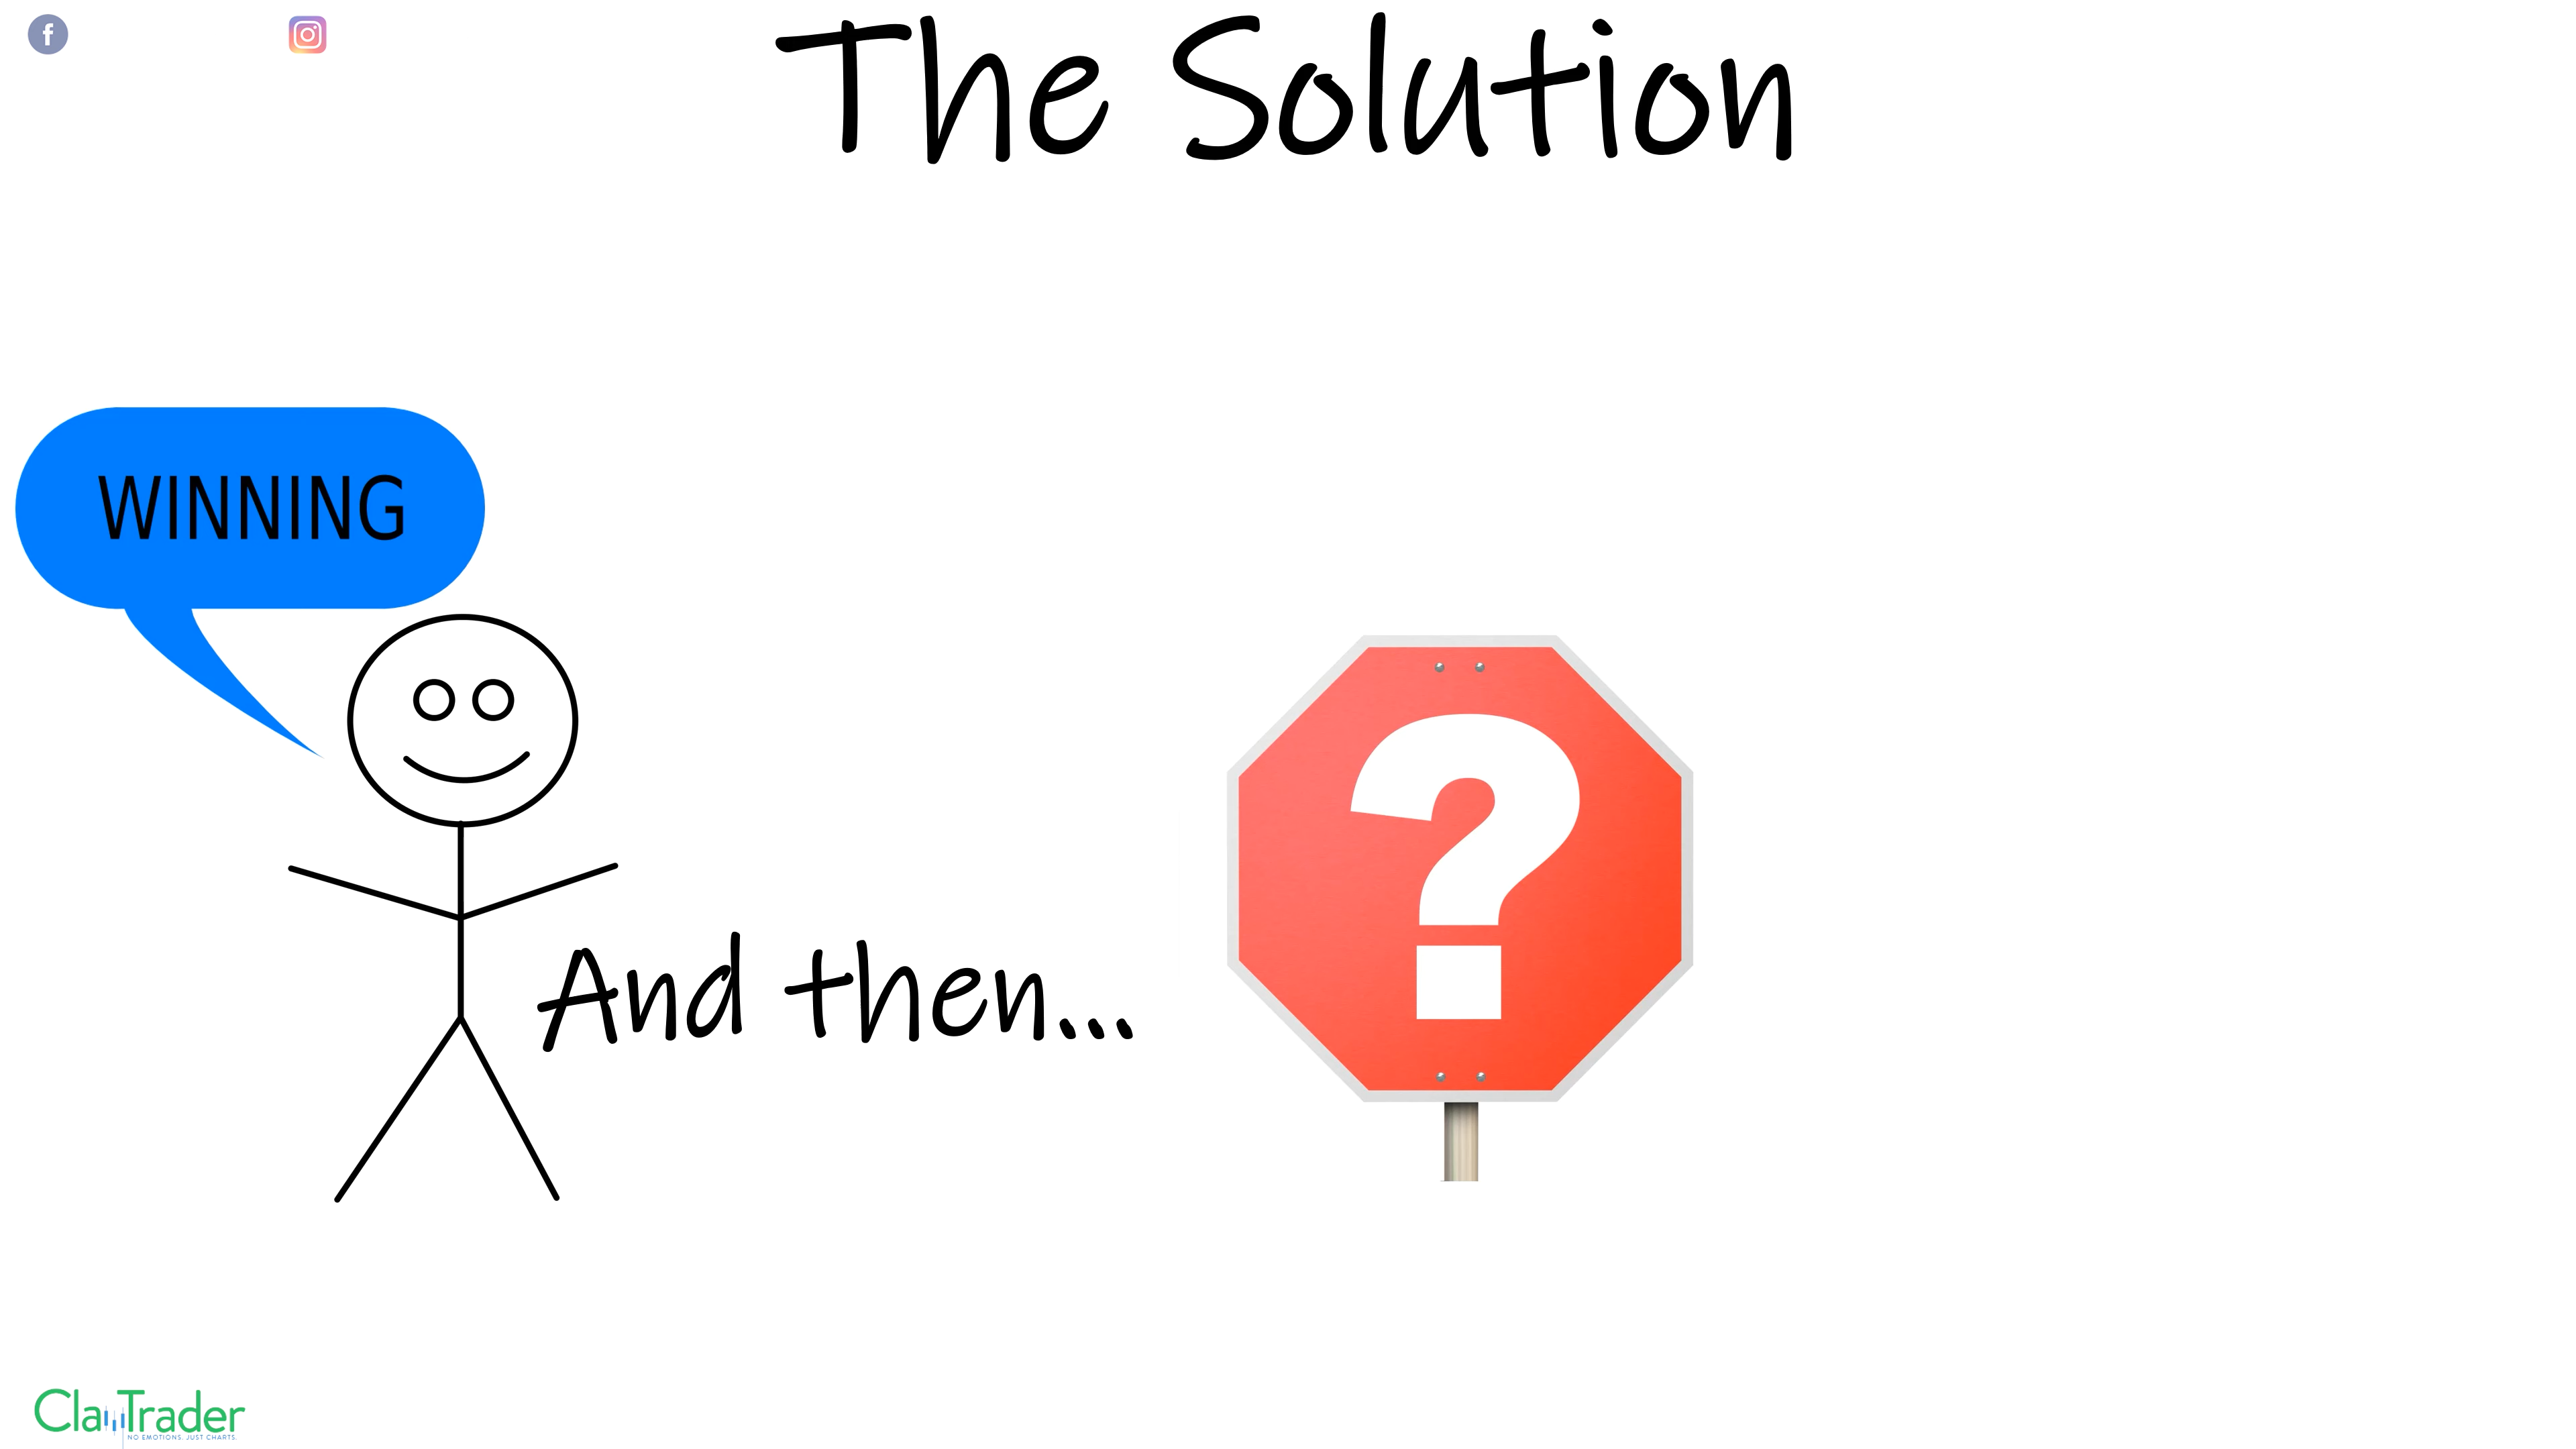 f
The Solution
WINNING
And then...
?
ClayTrader
NO EMOTIONS. JUST CHARTS.